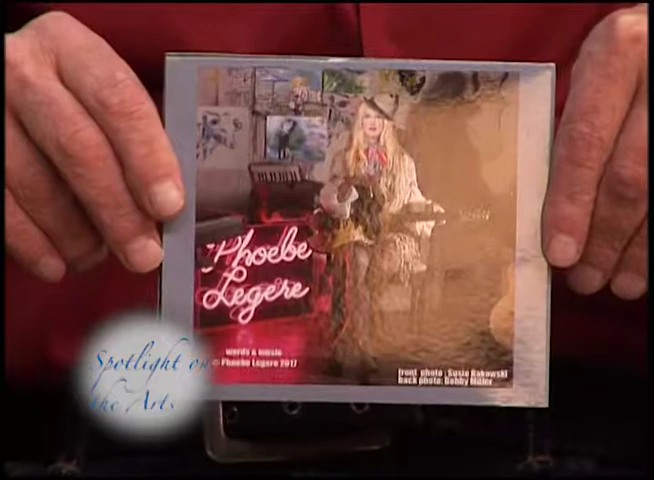 Phoebe
Legere
words & music
© Phoebe Legere 2017
front photo : Susie Rakowski
back photo: Bobby Miller
Spotlight on
the Arts